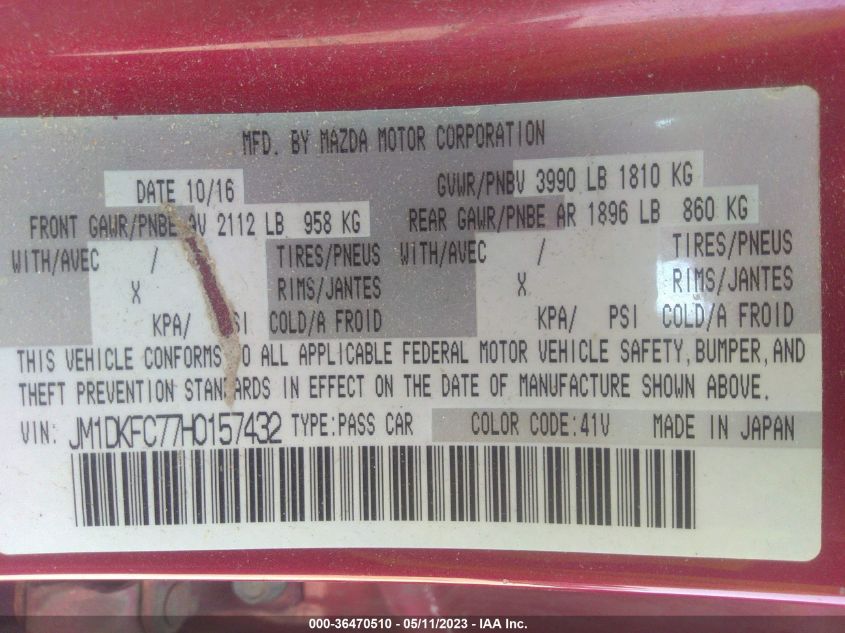 MFD. BY MAZDA MOTOR CORPORATION
DATE 10/16 GVWR/PNBV 3990 LB 1810 KG
FRONT GAWR/PNBE AV 2112 LB 958 KG REAR GAWR/PNBE AR 1896 LB 860 KG
WITH/AVEC / TIRES/PNEUS WITH/AVEC / TIRES/PNEUS
X RIMS/JANTES X RIMS/JANTES
KPA/ PSI COLD/A FROID KPA/ PSI COLD/A FROID
THIS VEHICLE CONFORMS TO ALL APPLICABLE FEDERAL MOTOR VEHICLE SAFETY, BUMPER, AND
THEFT PREVENTION STANDARDS IN EFFECT ON THE DATE OF MANUFACTURE SHOWN ABOVE.
VIN: JM1DKFC77H0157432 TYPE:PASS CAR COLOR CODE:41V MADE IN JAPAN
000-36470510 - 05/11/2023 - IAA Inc.